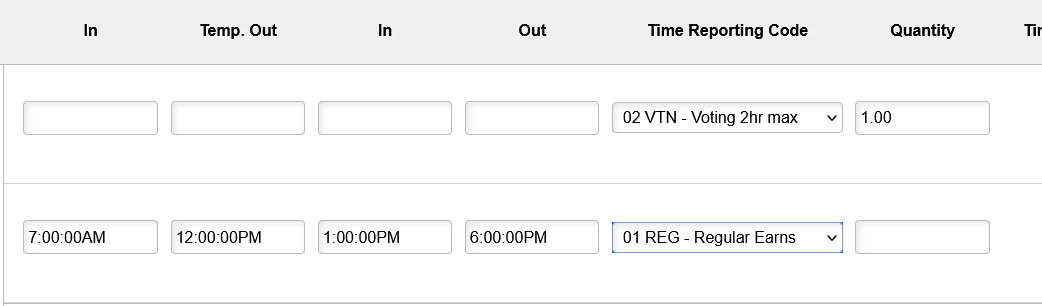 In Temp. Out In Out Time Reporting Code Quantity
02 VTN - Voting 2hr max 1.00
7:00:00AM 12:00:00PM 1:00:00PM 6:00:00PM 01 REG - Regular Earns